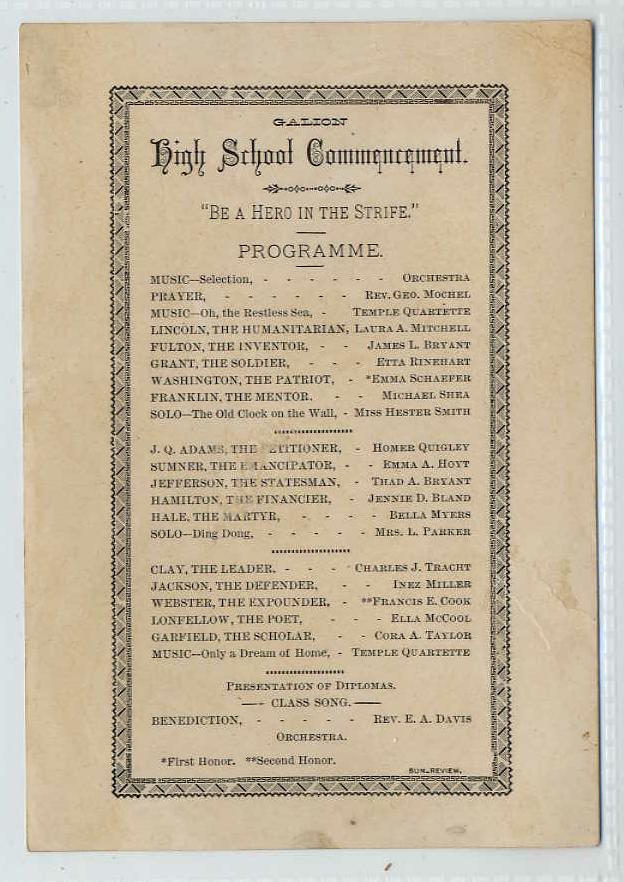 GALION
High School Commencement.
"BE A HERO IN THE STRIFE."
PROGRAMME.
MUSIC—Selection, - - - - - - ORCHESTRA
PRAYER, - - - - - - REV. GEO. MOCHEL
MUSIC—Oh, the Restless Sea, - TEMPLE QUARTETTE
LINCOLN, THE HUMANITARIAN, LAURA A. MITCHELL
FULTON, THE INVENTOR, - - JAMES L. BRYANT
GRANT, THE SOLDIER, - - - ETTA RINEHART
WASHINGTON, THE PATRIOT, - *EMMA SCHAEFER
FRANKLIN, THE MENTOR. - - MICHAEL SHEA
SOLO—The Old Clock on the Wall, - MISS HESTER SMITH
J. Q. ADAMS, THE PETITIONER, - HOMER QUIGLEY
SUMNER, THE EMANCIPATOR, - - EMMA A. HOYT
JEFFERSON, THE STATESMAN, - THAD A. BRYANT
HAMILTON, THE FINANCIER, - JENNIE D. BLAND
HALE, THE MARTYR, - - - - BELLA MYERS
SOLO—Ding Dong, - - - - - MRS. L. PARKER
CLAY, THE LEADER, - - - CHARLES J. TRACHT
JACKSON, THE DEFENDER, - - INEZ MILLER
WEBSTER, THE EXPOUNDER, - **FRANCIS E. COOK
LONFELLOW, THE POET, - - - ELLA MCCOOL
GARFIELD, THE SCHOLAR, - - CORA A. TAYLOR
MUSIC—Only a Dream of Home, - TEMPLE QUARTETTE
PRESENTATION OF DIPLOMAS.
CLASS SONG.
BENEDICTION, - - - - - REV. E. A. DAVIS
ORCHESTRA.
*First Honor. **Second Honor.
SUN-REVIEW.